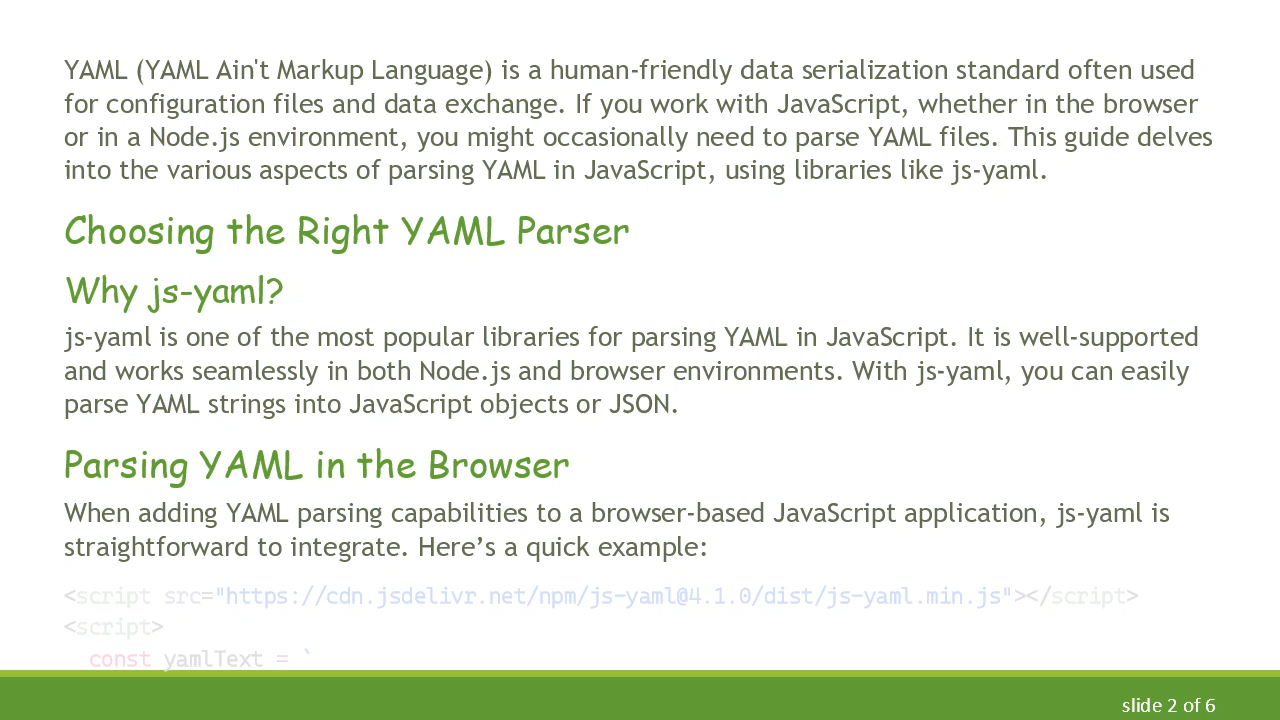 YAML (YAML Ain't Markup Language) is a human-friendly data serialization standard often used
for configuration files and data exchange. If you work with JavaScript, whether in the browser
or in a Node.js environment, you might occasionally need to parse YAML files. This guide delves
into the various aspects of parsing YAML in JavaScript, using libraries like js-yaml.
Choosing the Right YAML Parser
Why js-yaml?
js-yaml is one of the most popular libraries for parsing YAML in JavaScript. It is well-supported
and works seamlessly in both Node.js and browser environments. With js-yaml, you can easily
parse YAML strings into JavaScript objects or JSON.
Parsing YAML in the Browser
When adding YAML parsing capabilities to a browser-based JavaScript application, js-yaml is
straightforward to integrate. Here’s a quick example:
<script src="https://cdn.jsdelivr.net/npm/js-yaml@4.1.0/dist/js-yaml.min.js"></script>
<script>
const yamlText = `
slide 2 of 6